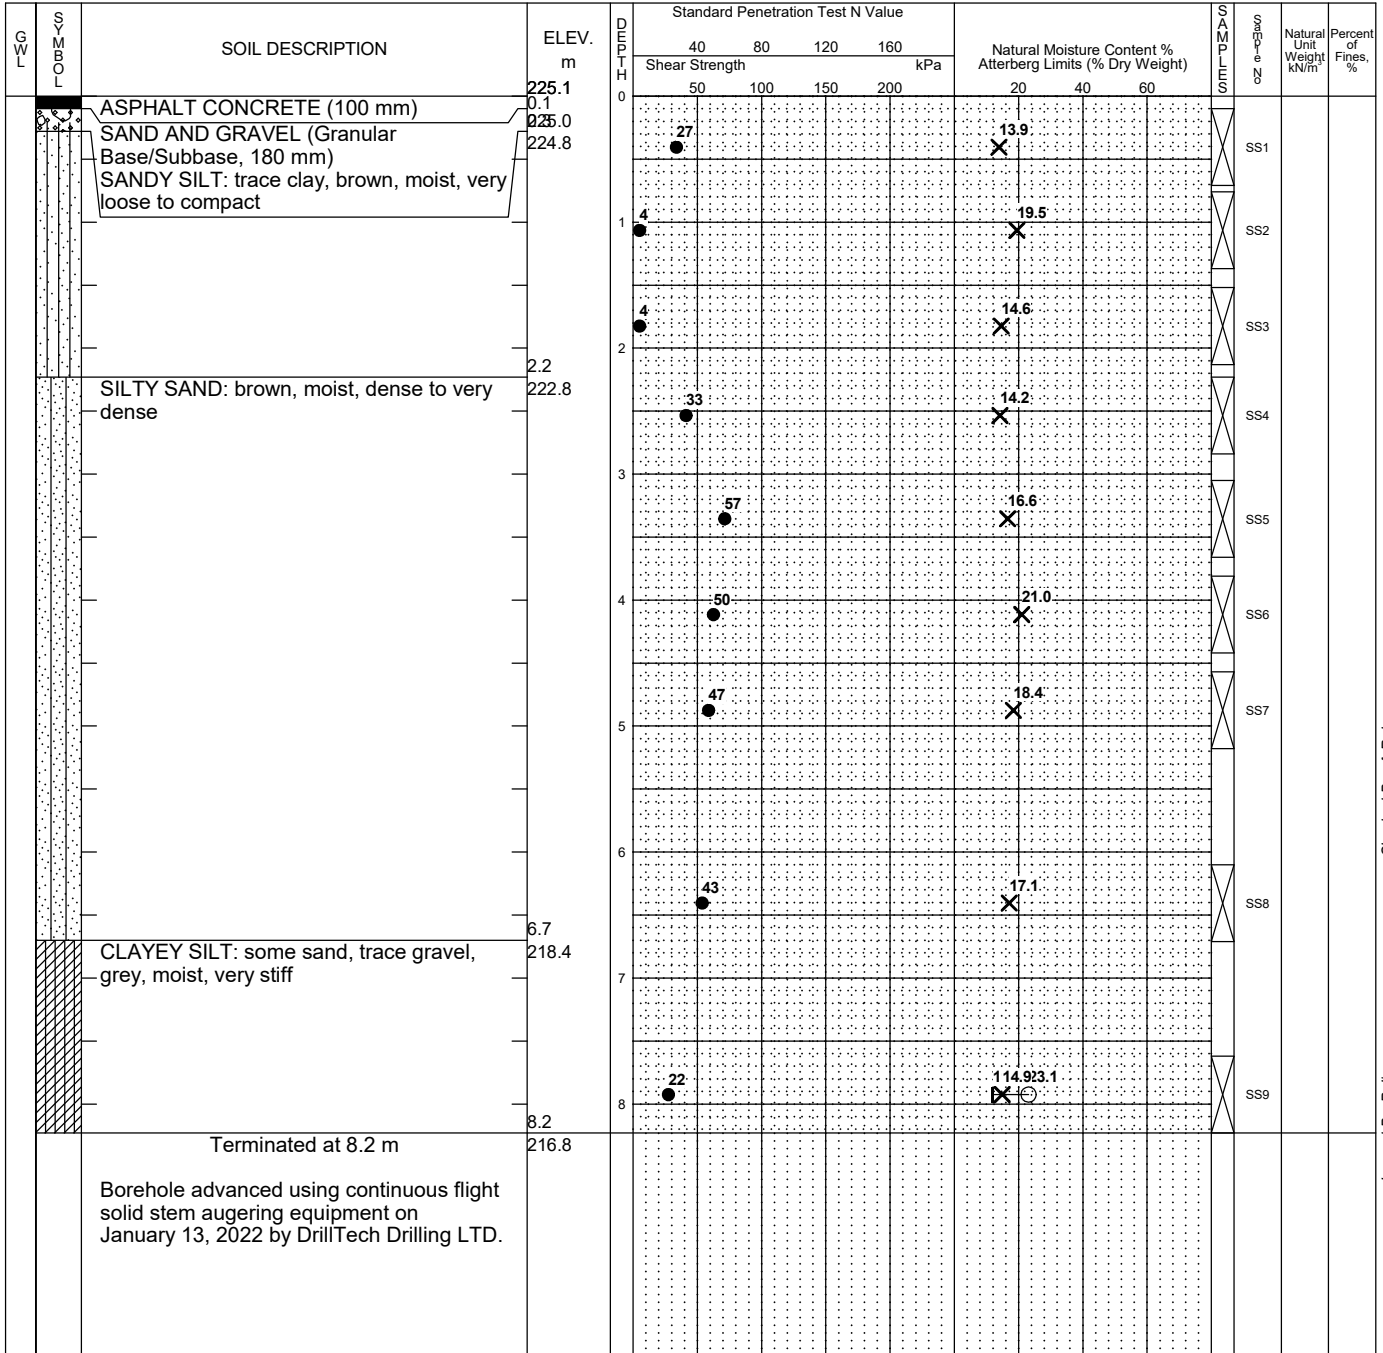 GWL
SYMBOL
SOIL DESCRIPTION
ELEV.
m
DEPTH
Standard Penetration Test N Value
40 80 120 160
Shear Strength kPa
50 100 150 200
Natural Moisture Content %
Atterberg Limits (% Dry Weight)
20 40 60
SAMPLES
Sample No
Natural
Unit
Weight
kN/m³
Percent
of
Fines,
%
225.1
0
ASPHALT CONCRETE (100 mm)
0.1
225.0
SAND AND GRAVEL (Granular
Base/Subbase, 180 mm)
224.8
SANDY SILT: trace clay, brown, moist, very
loose to compact
27 13.9 SS1
1
4 19.5 SS2
4 14.6 SS3
2
2.2
SILTY SAND: brown, moist, dense to very
dense
222.8
33 14.2 SS4
3
57 16.6 SS5
4
50 21.0 SS6
47 18.4 SS7
5
6
43 17.1 SS8
6.7
CLAYEY SILT: some sand, trace gravel,
grey, moist, very stiff
218.4
7
22 14.9 23.1 SS9
8
8.2
Terminated at 8.2 m
216.8
Borehole advanced using continuous flight
solid stem augering equipment on
January 13, 2022 by DrillTech Drilling LTD.